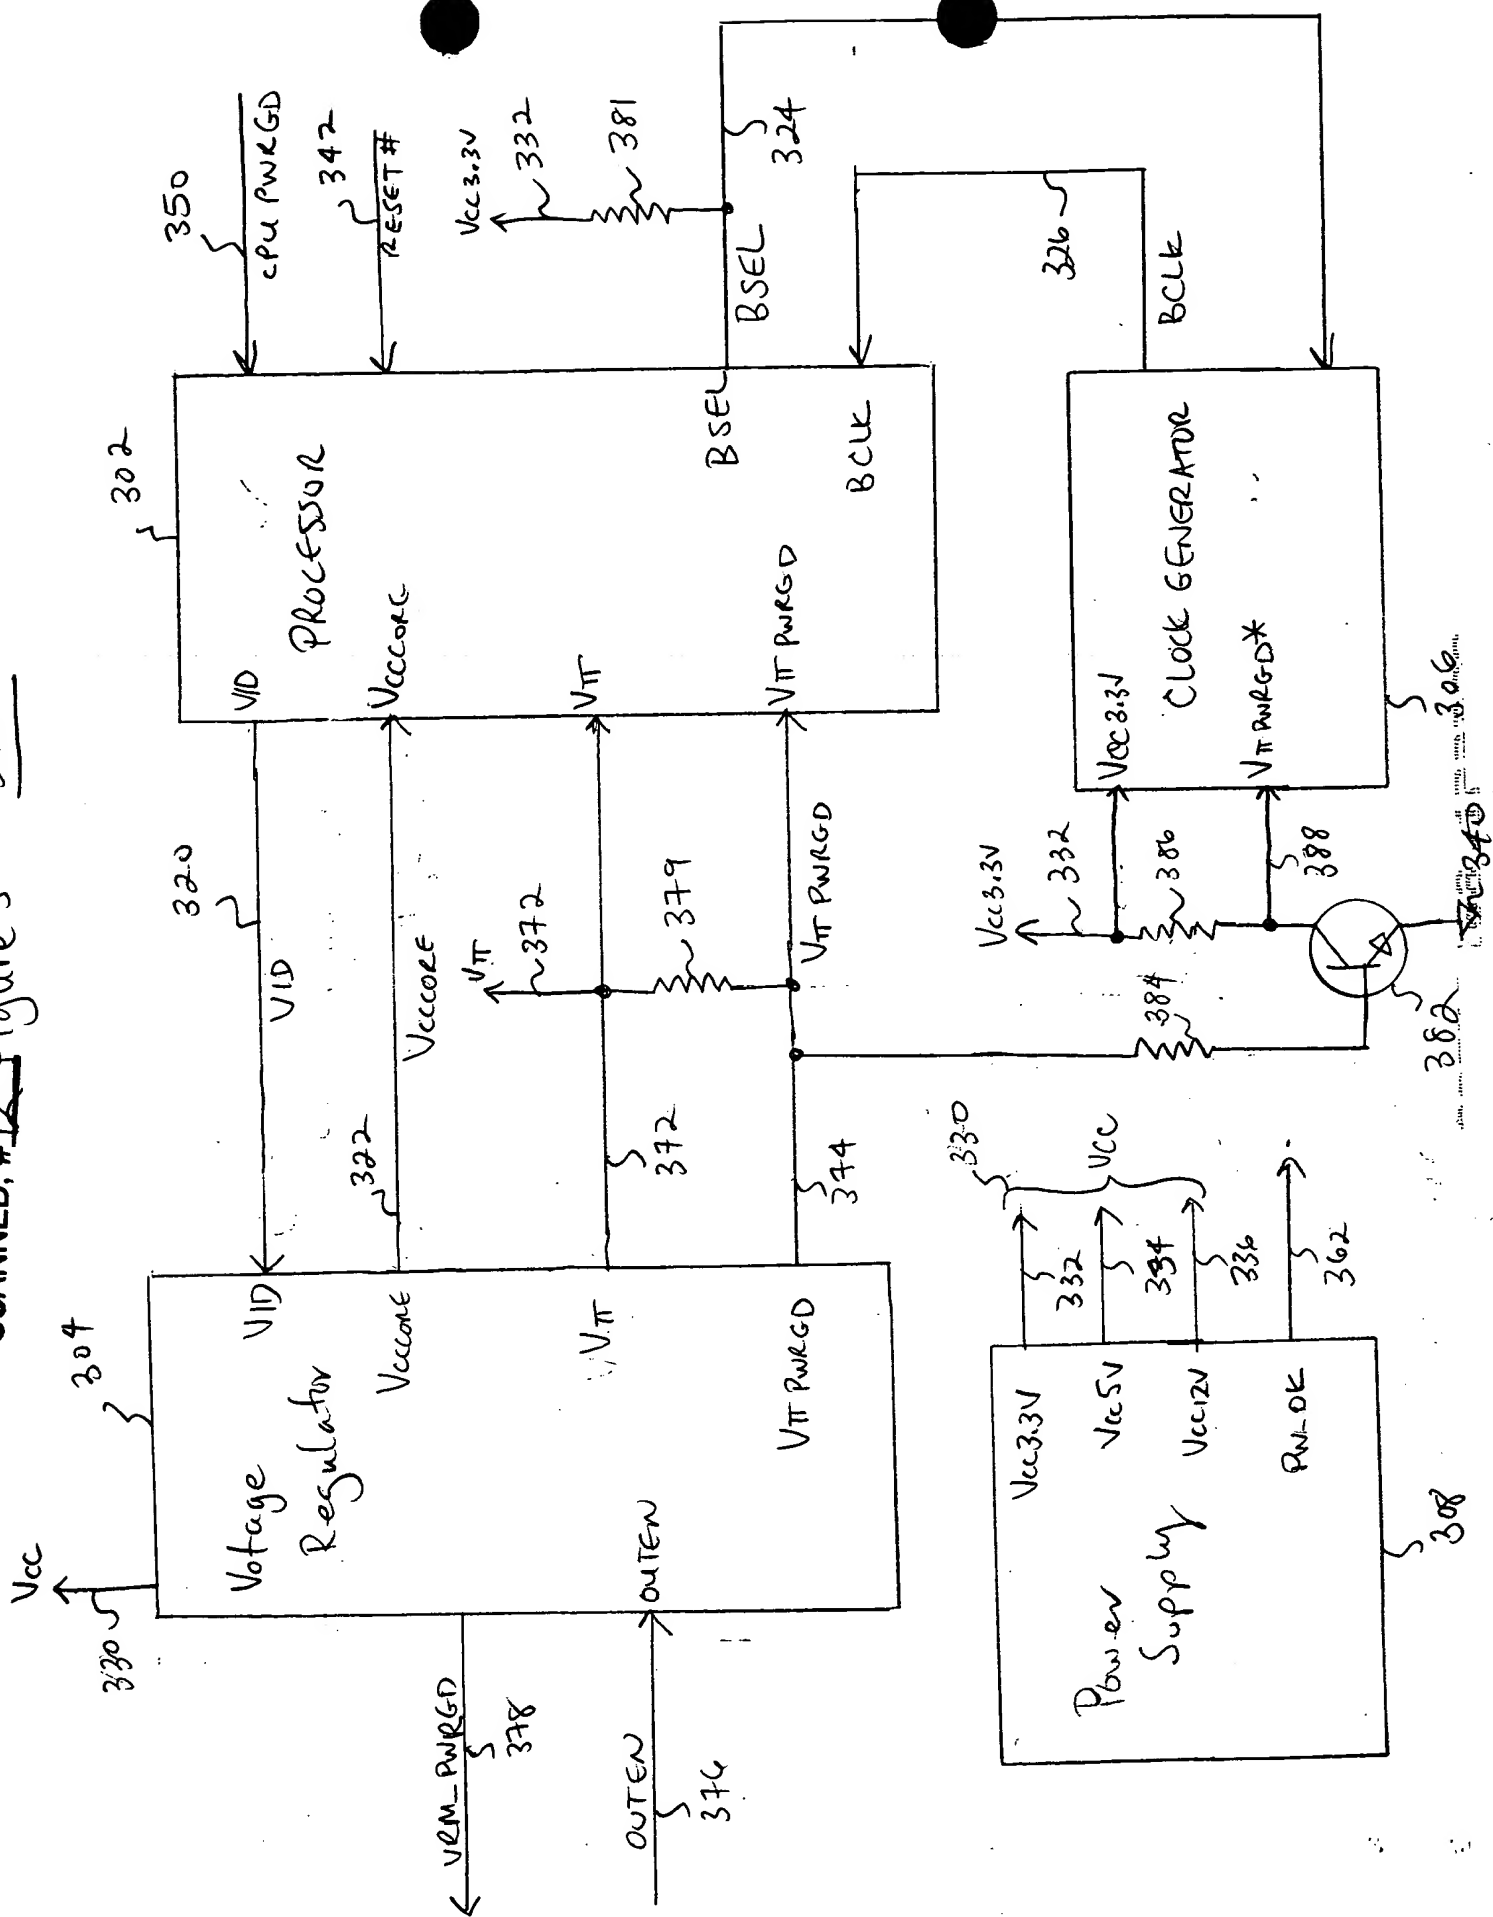 SCANNED, #12 Figure 3
Vcc
330
304
Votage
Regulator
VID
VccCORE
VTT
VTT PWRGD
OUTEN
VRM_PWRGD
378
OUTEN
376
320
VID
322
VccCORE
VTT
372
372
379
374
VTT PWRGD
302
PROCESSOR
VID
VccCORE
VTT
VTT PWRGD
BSEL
BCLK
350
CPU PWRGD
342
RESET#
Vcc3.3V
332
381
BSEL
324
326
BCLK
Power
Supply
308
Vcc3.3V
Vcc5V
Vcc12V
PW_OK
332
334
336
362
330
VCC
384
382
Vcc3.3V
332
386
388
340
CLOCK GENERATOR
Vcc3.3V
VTT PWRGD*
306